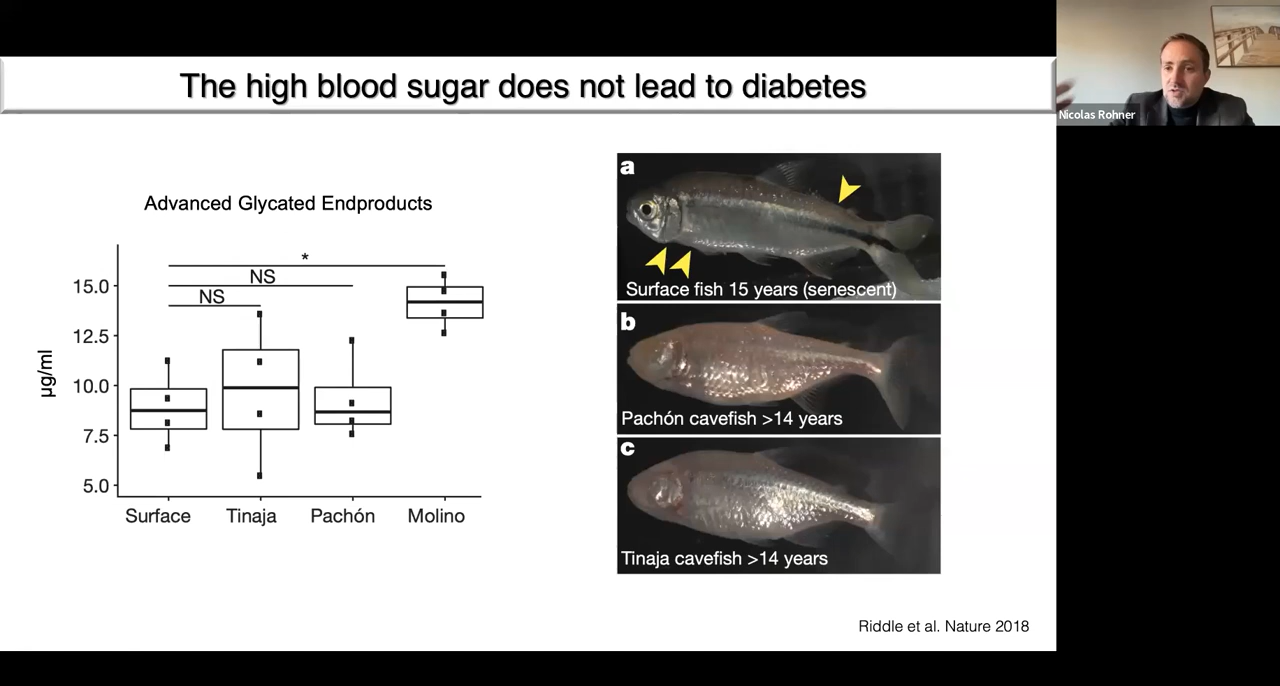 The high blood sugar does not lead to diabetes
Nicolas Rohner
Advanced Glycated Endproducts
*
NS
NS
µg/ml
15.0
12.5
10.0
7.5
5.0
Surface Tinaja Pachón Molino
a
Surface fish 15 years (senescent)
b
Pachón cavefish >14 years
c
Tinaja cavefish >14 years
Riddle et al. Nature 2018